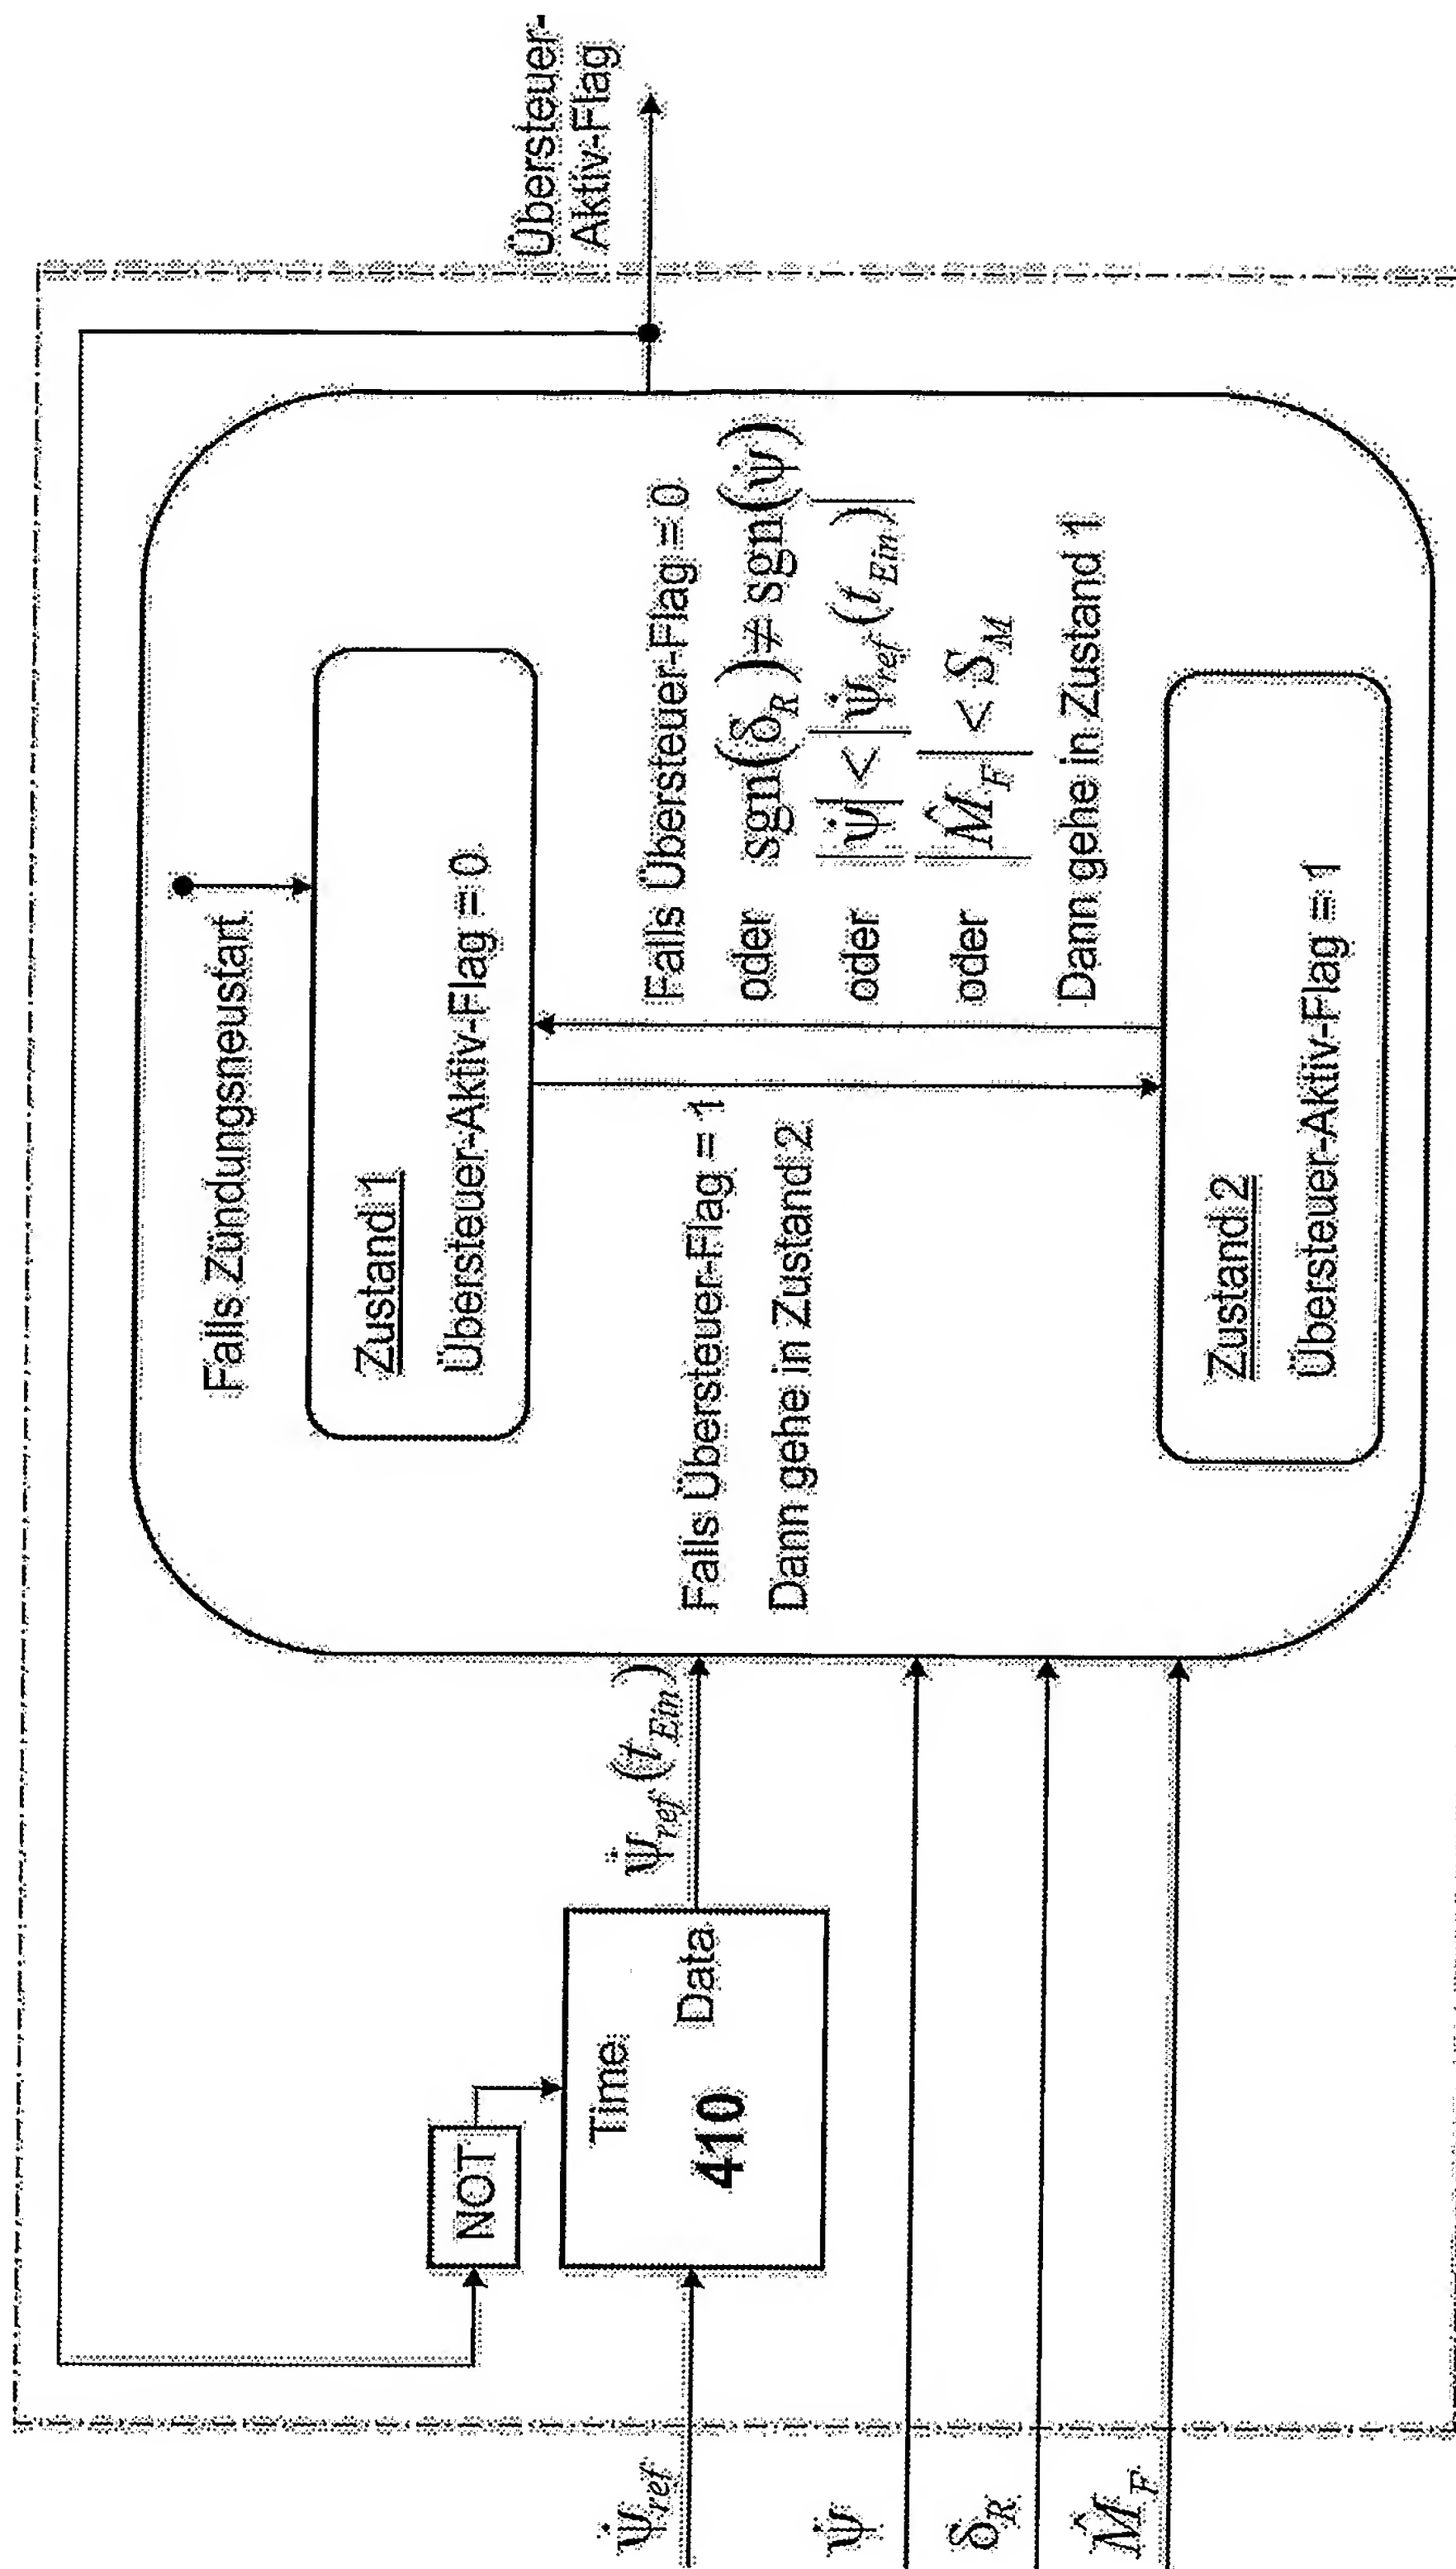 Übersteuer-
Aktiv-Flag
Falls Zündungsneustart
Zustand 1
Übersteuer-Aktiv-Flag = 0
Falls Übersteuer-Flag = 1
Dann gehe in Zustand 2
Falls Übersteuer-Flag = 0
oder sgn(δ_R) ≠ sgn(ψ̇)
oder |ψ̇| < |ψ̇_ref(t_Ein)|
oder |M̂_F| < S_M
Dann gehe in Zustand 1
Zustand 2
Übersteuer-Aktiv-Flag = 1
NOT
Time
Data
410
ψ̇_ref(t_Ein)
ψ̇_ref
ψ̇
δ_R
M̂_F